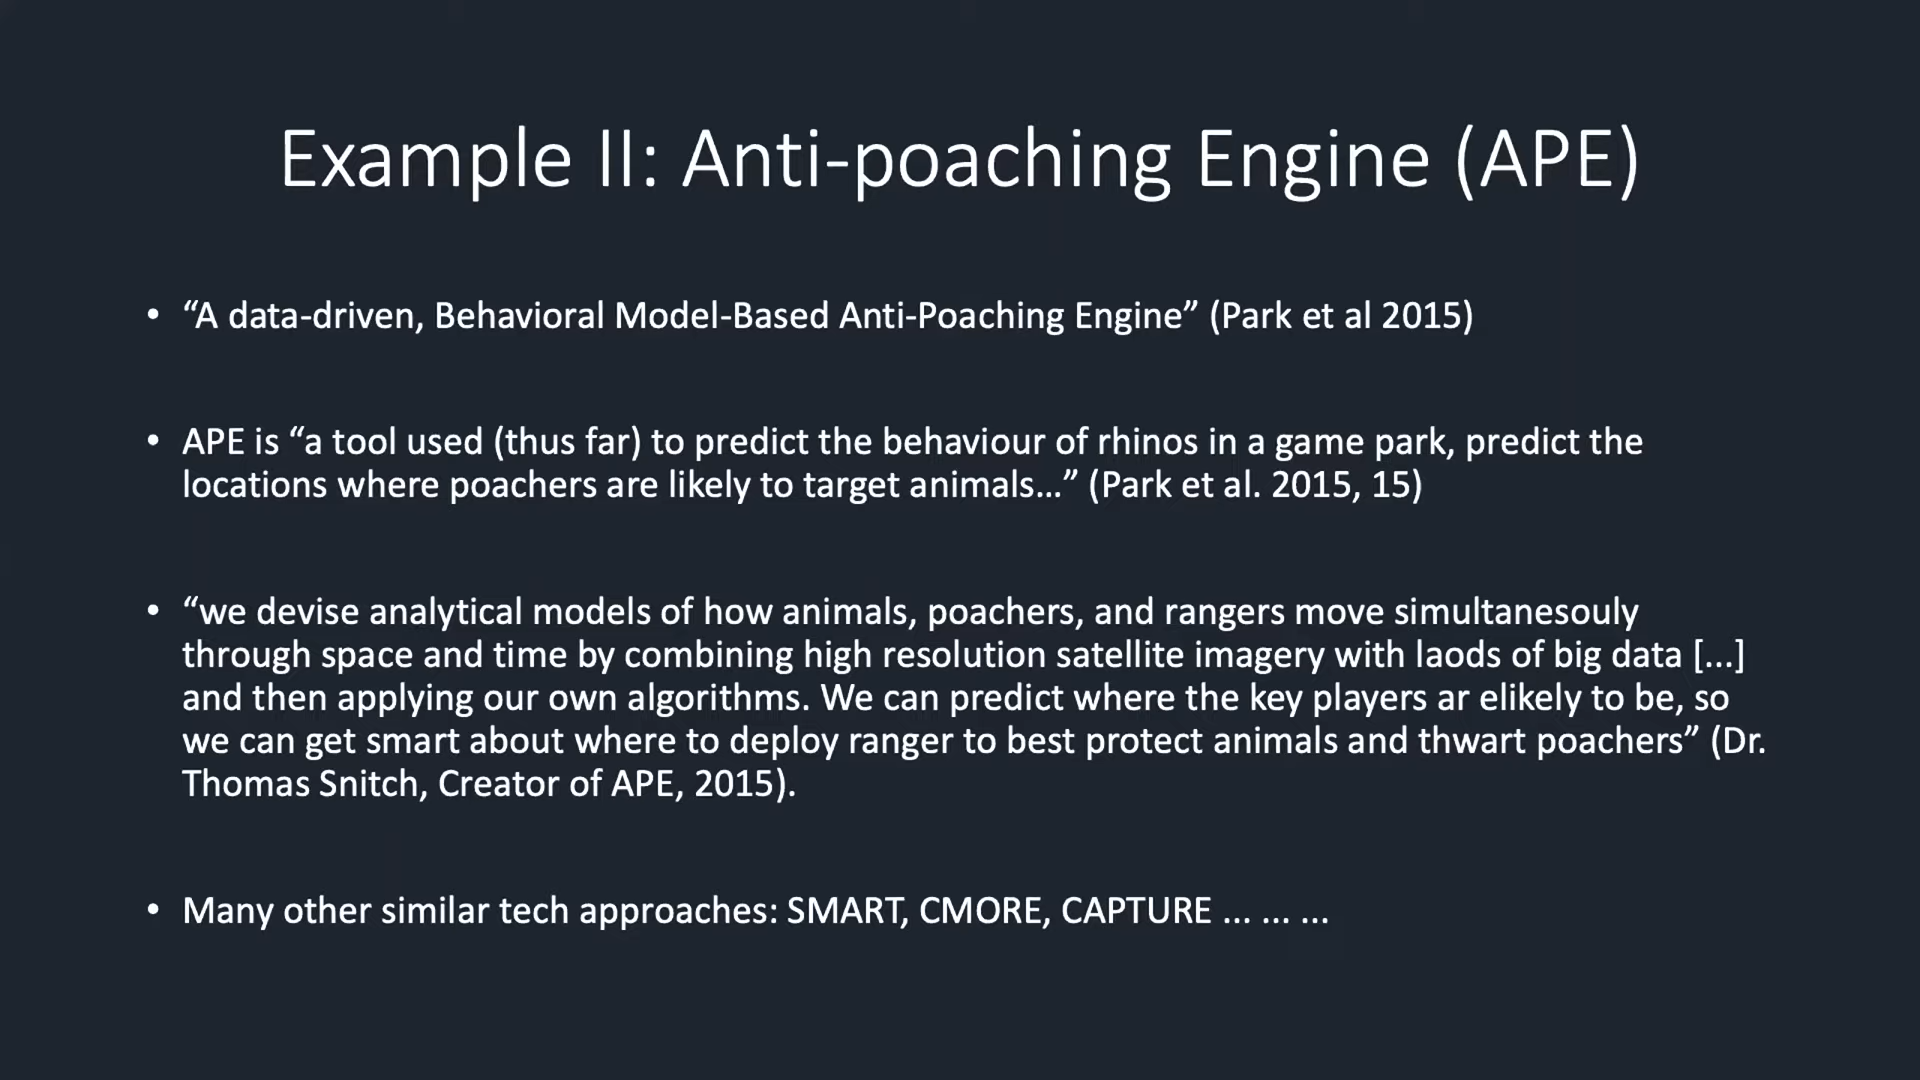 Example II: Anti-poaching Engine (APE)
• “A data-driven, Behavioral Model-Based Anti-Poaching Engine” (Park et al 2015)
• APE is “a tool used (thus far) to predict the behaviour of rhinos in a game park, predict the
locations where poachers are likely to target animals…” (Park et al. 2015, 15)
• “we devise analytical models of how animals, poachers, and rangers move simultanesouly
through space and time by combining high resolution satellite imagery with laods of big data […]
and then applying our own algorithms. We can predict where the key players ar elikely to be, so
we can get smart about where to deploy ranger to best protect animals and thwart poachers” (Dr.
Thomas Snitch, Creator of APE, 2015).
• Many other similar tech approaches: SMART, CMORE, CAPTURE … … …